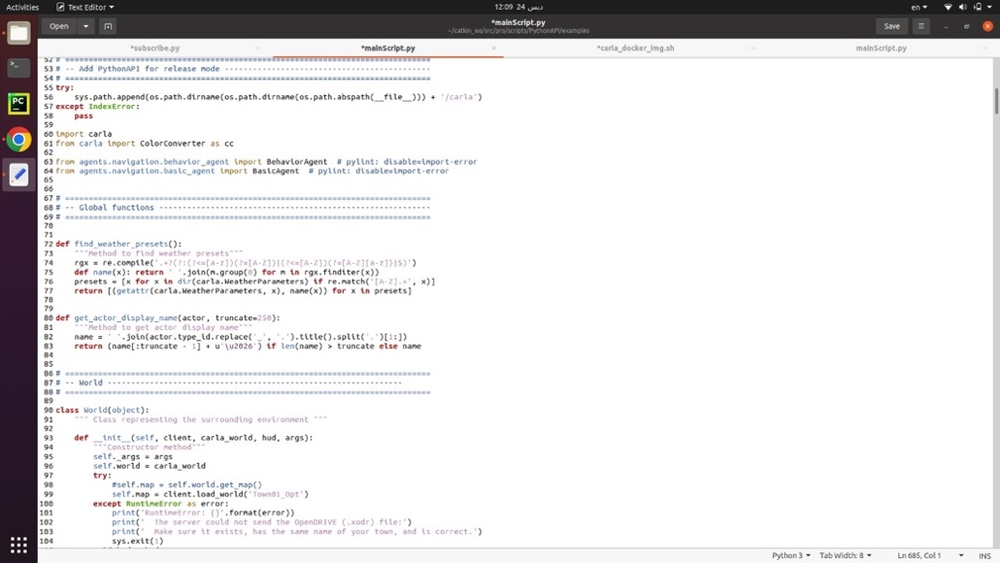 Activities
Text Editor
12:09 24 دیس
en
Open
*mainScript.py
~/catkin_ws/src/pro/scripts/PythonAPI/examples
Save
*subscribe.py
*mainScript.py
*carla_docker_img.sh
mainScript.py
52 # ==============================================================================
53 # -- Add PythonAPI for release mode --------------------------------------------
54 # ==============================================================================
55 try:
56     sys.path.append(os.path.dirname(os.path.dirname(os.path.abspath(__file__))) + '/carla')
57 except IndexError:
58     pass
59
60 import carla
61 from carla import ColorConverter as cc
62
63 from agents.navigation.behavior_agent import BehaviorAgent  # pylint: disable=import-error
64 from agents.navigation.basic_agent import BasicAgent  # pylint: disable=import-error
65
66
67 # ==============================================================================
68 # -- Global functions ----------------------------------------------------------
69 # ==============================================================================
70
71
72 def find_weather_presets():
73     """Method to find weather presets"""
74     rgx = re.compile('.+?(?:(?<=[a-z])(?=[A-Z])|(?<=[A-Z])(?=[A-Z][a-z])|$)')
75     def name(x): return ' '.join(m.group(0) for m in rgx.finditer(x))
76     presets = [x for x in dir(carla.WeatherParameters) if re.match('[A-Z].+', x)]
77     return [(getattr(carla.WeatherParameters, x), name(x)) for x in presets]
78
79
80 def get_actor_display_name(actor, truncate=250):
81     """Method to get actor display name"""
82     name = ' '.join(actor.type_id.replace('_', '.').title().split('.')[1:])
83     return (name[:truncate - 1] + u'\u2026') if len(name) > truncate else name
84
85
86 # ==============================================================================
87 # -- World ---------------------------------------------------------------
88 # ==============================================================================
89
90 class World(object):
91     """ Class representing the surrounding environment """
92
93     def __init__(self, client, carla_world, hud, args):
94         """Constructor method"""
95         self._args = args
96         self.world = carla_world
97         try:
98             #self.map = self.world.get_map()
99             self.map = client.load_world('Town01_Opt')
100         except RuntimeError as error:
101             print('RuntimeError: {}'.format(error))
102             print('  The server could not send the OpenDRIVE (.xodr) file:')
103             print('  Make sure it exists, has the same name of your town, and is correct.')
104             sys.exit(1)
Python 3
Tab Width: 8
Ln 685, Col 1
INS